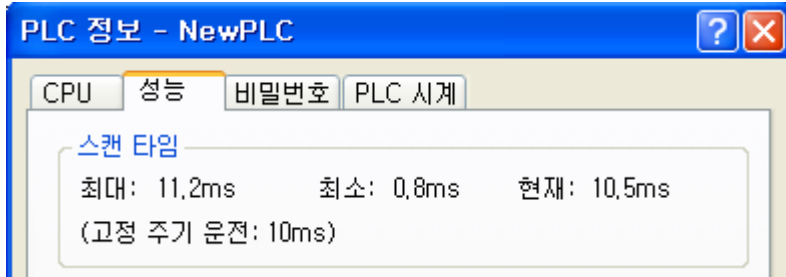 PLC 정보 - NewPLC
CPU 성능 비밀번호 PLC 시계
스캔 타임
최대: 11,2ms 최소: 0,8ms 현재: 10,5ms
(고정 주기 운전: 10ms)